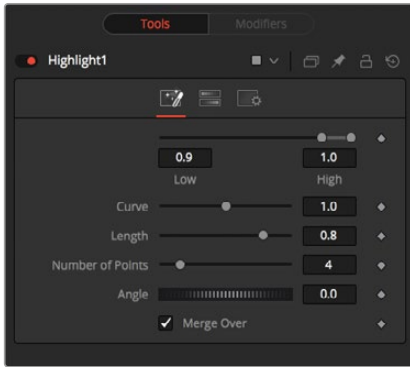 Tools Modifiers
Highlight1
0.9 1.0
Low High
Curve 1.0
Length 0.8
Number of Points 4
Angle 0.0
Merge Over